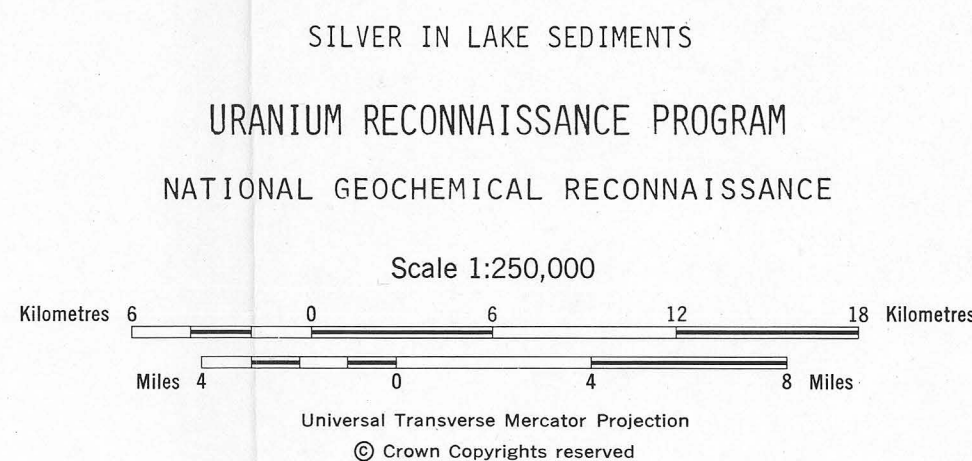 SILVER IN LAKE SEDIMENTS
URANIUM RECONNAISSANCE PROGRAM
NATIONAL GEOCHEMICAL RECONNAISSANCE
Scale 1:250,000
Kilometres 6 0 6 12 18 Kilometres
Miles 4 0 4 8 Miles
Universal Transverse Mercator Projection
© Crown Copyrights reserved